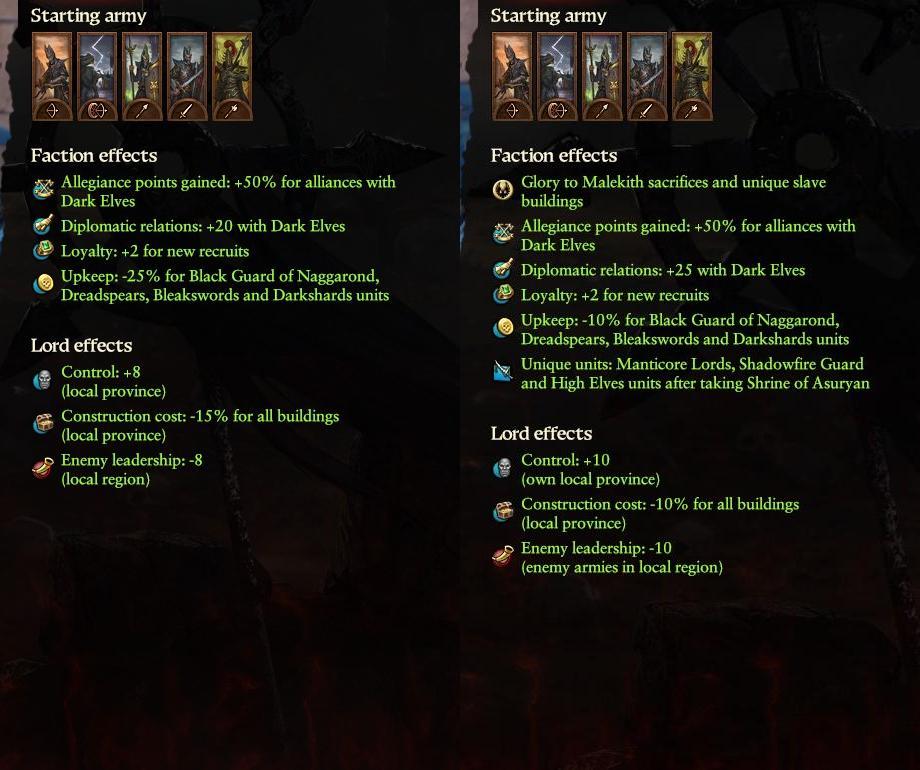 Starting army
Faction effects
Allegiance points gained: +50% for alliances with
Dark Elves
Diplomatic relations: +20 with Dark Elves
Loyalty: +2 for new recruits
Upkeep: -25% for Black Guard of Naggarond,
Dreadspears, Bleakswords and Darkshards units
Lord effects
Control: +8
(local province)
Construction cost: -15% for all buildings
(local province)
Enemy leadership: -8
(local region)
Starting army
Faction effects
Glory to Malekith sacrifices and unique slave
buildings
Allegiance points gained: +50% for alliances with
Dark Elves
Diplomatic relations: +25 with Dark Elves
Loyalty: +2 for new recruits
Upkeep: -10% for Black Guard of Naggarond,
Dreadspears, Bleakswords and Darkshards units
Unique units: Manticore Lords, Shadowfire Guard
and High Elves units after taking Shrine of Asuryan
Lord effects
Control: +10
(own local province)
Construction cost: -10% for all buildings
(local province)
Enemy leadership: -10
(enemy armies in local region)